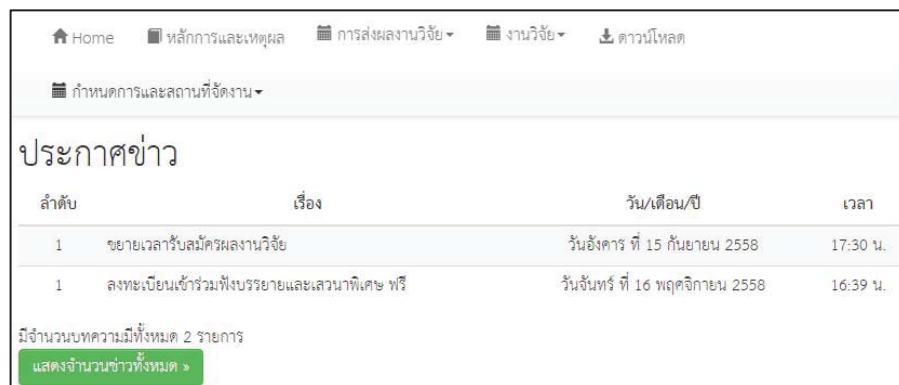 Home หลักการและเหตุผล การส่งผลงานวิจัย งานวิจัย ดาวน์โหลด
กำหนดการและสถานที่จัดงาน
ประกาศข่าว
ลำดับ เรื่อง วัน/เดือน/ปี เวลา
1 ขยายเวลารับสมัครผลงานวิจัย วันอังคาร ที่ 15 กันยายน 2558 17:30 น.
1 ลงทะเบียนเข้าร่วมฟังบรรยายและเสวนาพิเศษ ฟรี วันจันทร์ ที่ 16 พฤศจิกายน 2558 16:39 น.
มีจำนวนบทความมีทั้งหมด 2 รายการ
แสดงจำนวนข่าวทั้งหมด »